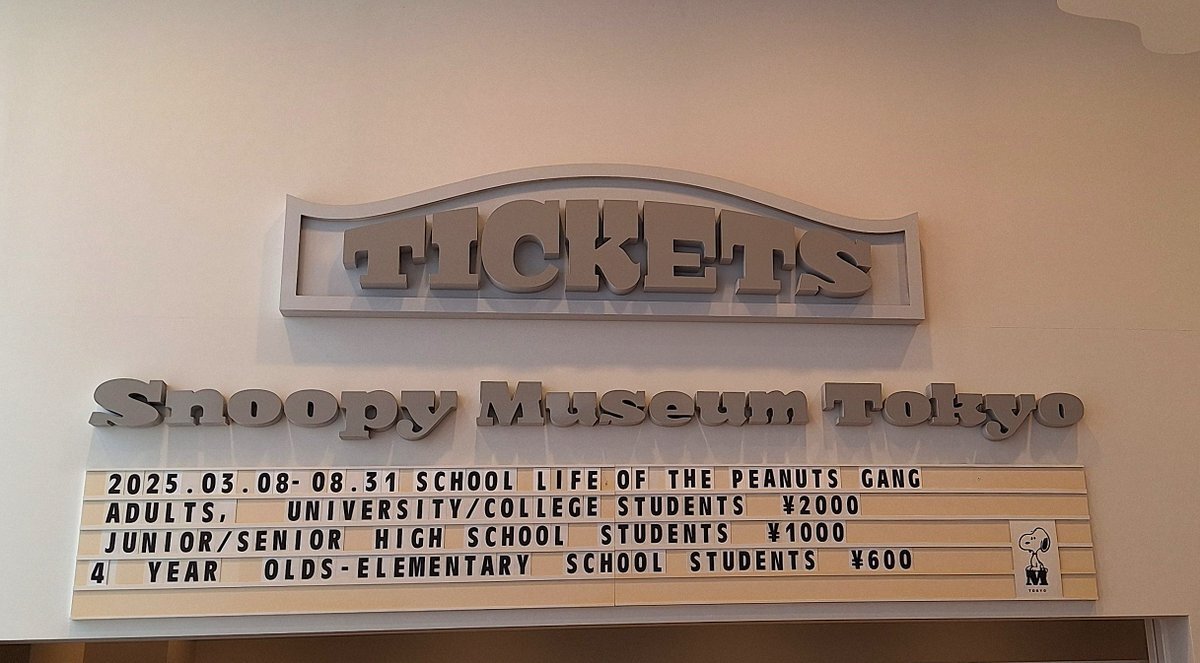 TICKETS
Snoopy Museum Tokyo
2025.03.08-08.31 SCHOOL LIFE OF THE PEANUTS GANG
ADULTS, UNIVERSITY/COLLEGE STUDENTS ¥2000
JUNIOR/SENIOR HIGH SCHOOL STUDENTS ¥1000
4 YEAR OLDS-ELEMENTARY SCHOOL STUDENTS ¥600
M
TOKYO